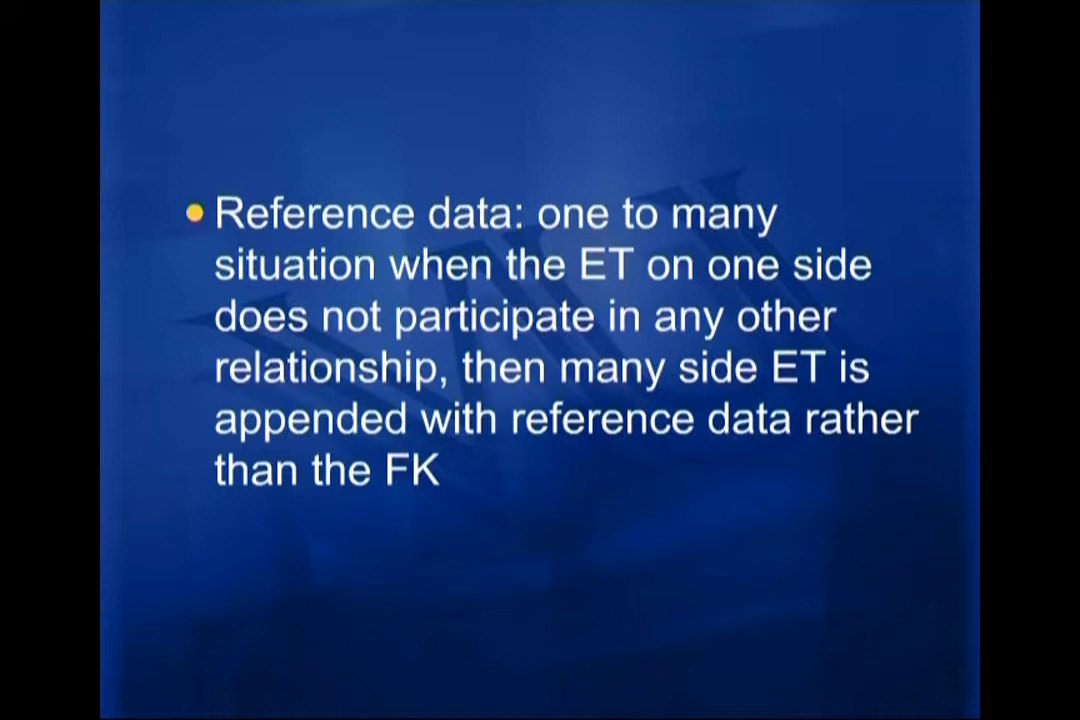 • Reference data: one to many
situation when the ET on one side
does not participate in any other
relationship, then many side ET is
appended with reference data rather
than the FK